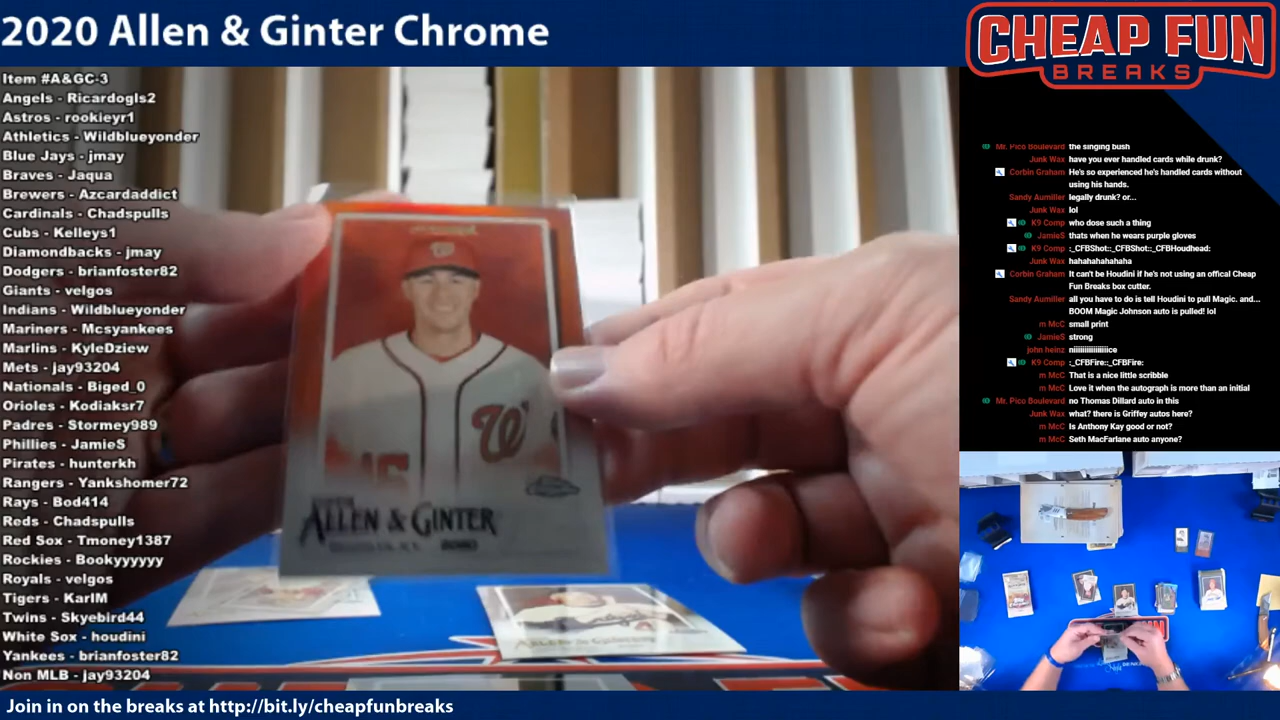 2020 Allen & Ginter Chrome
CHEAP FUN
BREAKS
Item #A&GC-3
Angels - Ricardogls2
Astros - rookieyr1
Athletics - Wildblueyonder
Blue Jays - jmay
Braves - Jaqua
Brewers - Azcardaddict
Cardinals - Chadspulls
Cubs - Kelleys1
Diamondbacks - jmay
Dodgers - brianfoster82
Giants - velgos
Indians - Wildblueyonder
Mariners - Mcsyankees
Marlins - KyleDziew
Mets - jay93204
Nationals - Biged_0
Orioles - Kodiaksr7
Padres - Stormey989
Phillies - JamieS
Pirates - hunterkh
Rangers - Yankshomer72
Rays - Bod414
Reds - Chadspulls
Red Sox - Tmoney1387
Rockies - Bookyyyyyy
Royals - velgos
Tigers - KarlM
Twins - Skyebird44
White Sox - houdini
Yankees - brianfoster82
Non MLB - jay93204
W
W
ALLEN & GINTER
Mr. Pico Boulevard the singing bush
Junk Wax have you ever handled cards while drunk?
Corbin Graham He's so experienced he's handled cards without
using his hands.
Sandy Aumiller legally drunk? or...
Junk Wax lol
K9 Comp who dose such a thing
JamieS thats when he wears purple gloves
K9 Comp :_CFBShot::_CFBShot::_CFBHoudhead:
Junk Wax hahahahahahaha
Corbin Graham It can't be Houdini if he's not using an offical Cheap
Fun Breaks box cutter.
Sandy Aumiller all you have to do is tell Houdini to pull Magic. and...
BOOM Magic Johnson auto is pulled! lol
m McC small print
JamieS strong
john heinz niiiiiiiiiiiiiiiice
K9 Comp :_CFBFire::_CFBFire:
m McC That is a nice little scribble
m McC Love it when the autograph is more than an initial
Mr. Pico Boulevard no Thomas Dillard auto in this
Junk Wax what? there is Griffey autos here?
m McC Is Anthony Kay good or not?
m McC Seth MacFarlane auto anyone?
Join in on the breaks at http://bit.ly/cheapfunbreaks